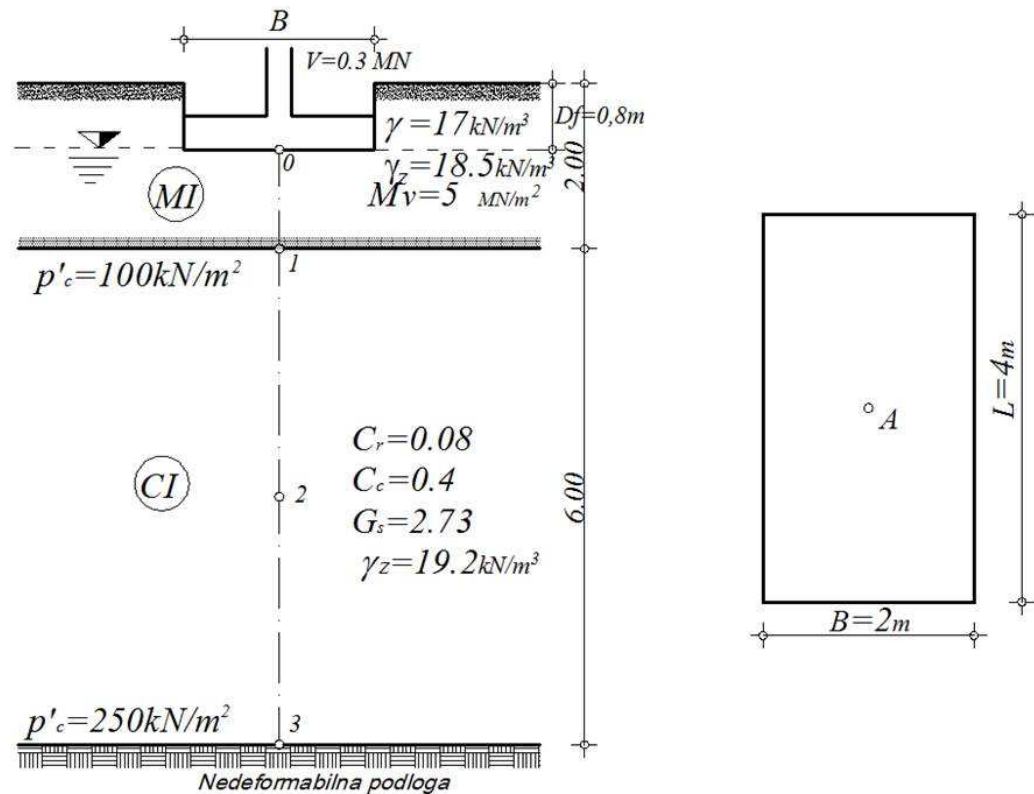 B
V=0.3 MN
γ =17kN/m³
Df=0,8m
0
γz=18.5kN/m³
2.00
MI
Mv=5 MN/m²
1
p'c=100kN/m²
L=4m
A
Cr=0.08
Cc=0.4
CI
2
6.00
Gs=2.73
γz=19.2kN/m³
B=2m
p'c=250kN/m²
3
Nedeformabilna podloga